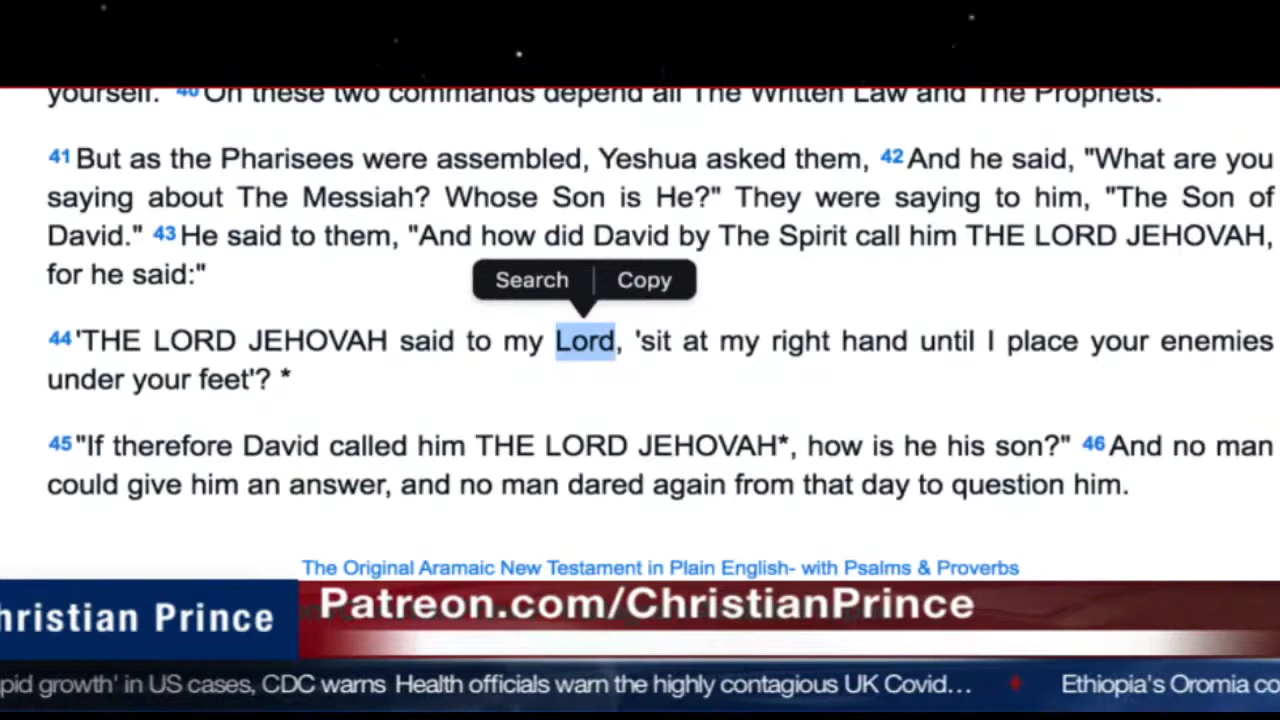 yourself. 40 On these two commands depend all The Written Law and The Prophets.
41 But as the Pharisees were assembled, Yeshua asked them, 42 And he said, "What are you
saying about The Messiah? Whose Son is He?" They were saying to him, "The Son of
David." 43 He said to them, "And how did David by The Spirit call him THE LORD JEHOVAH,
for he said:"
Search Copy
44 'THE LORD JEHOVAH said to my Lord, 'sit at my right hand until I place your enemies
under your feet'? *
45 "If therefore David called him THE LORD JEHOVAH*, how is he his son?" 46 And no man
could give him an answer, and no man dared again from that day to question him.
The Original Aramaic New Testament in Plain English- with Psalms & Proverbs
hristian Prince
Patreon.com/ChristianPrince
pid growth' in US cases, CDC warns Health officials warn the highly contagious UK Covid... Ethiopia's Oromia co